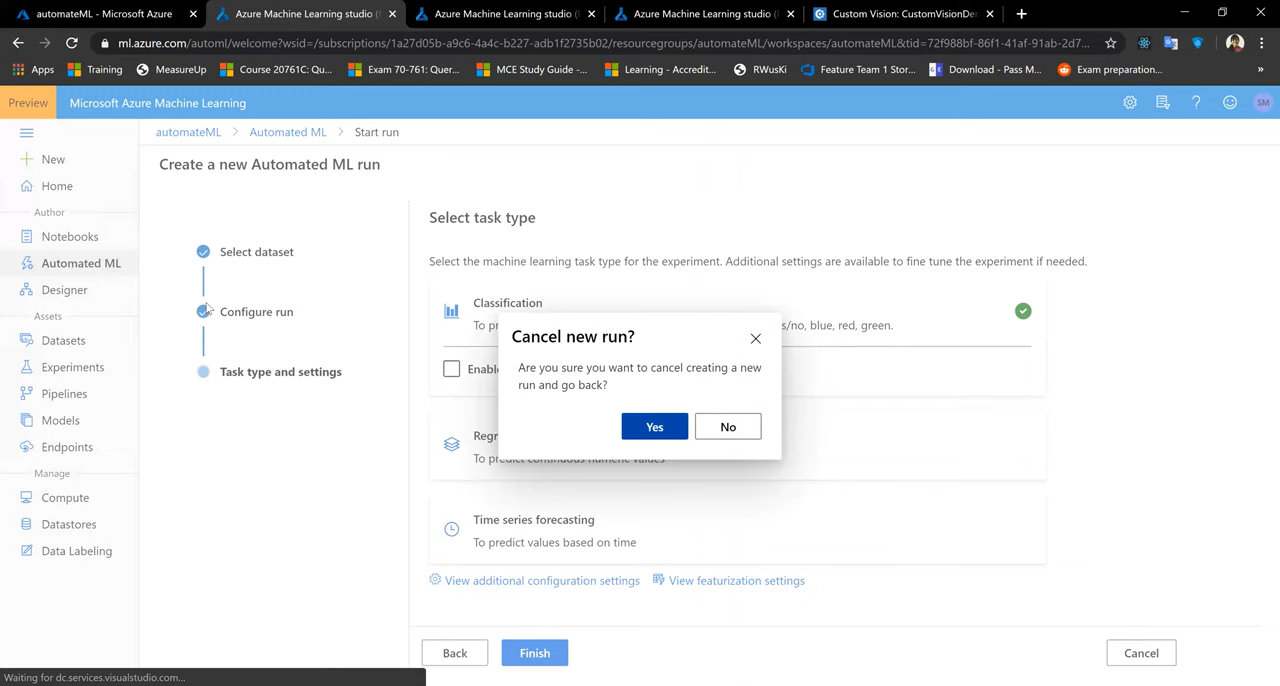 automateML - Microsoft Azure
Azure Machine Learning studio (
Azure Machine Learning studio (
Azure Machine Learning studio (
Custom Vision: CustomVisionDer
ml.azure.com/automl/welcome?wsid=/subscriptions/1a27d05b-a9c6-4a4c-b227-adb1f2735b02/resourcegroups/automateML/workspaces/automateML&tid=72f988bf-86f1-41af-91ab-2d7...
Apps
Training
MeasureUp
Course 20761C: Qu...
Exam 70-761: Quer...
MCE Study Guide -...
Learning - Accredit...
RWusKi
Feature Team 1 Stor...
Download - Pass M...
Exam preparation...
»
Preview
Microsoft Azure Machine Learning
SM
automateML > Automated ML > Start run
New
Home
Author
Notebooks
Automated ML
Designer
Assets
Datasets
Experiments
Pipelines
Models
Endpoints
Manage
Compute
Datastores
Data Labeling
Create a new Automated ML run
Select dataset
Configure run
Task type and settings
Select task type
Select the machine learning task type for the experiment. Additional settings are available to fine tune the experiment if needed.
Classification
To pr
s/no, blue, red, green.
Enable
Regr
To predict continuous numeric values
Time series forecasting
To predict values based on time
View additional configuration settings
View featurization settings
Cancel new run?
Are you sure you want to cancel creating a new
run and go back?
Yes
No
Back
Finish
Cancel
Waiting for dc.services.visualstudio.com...